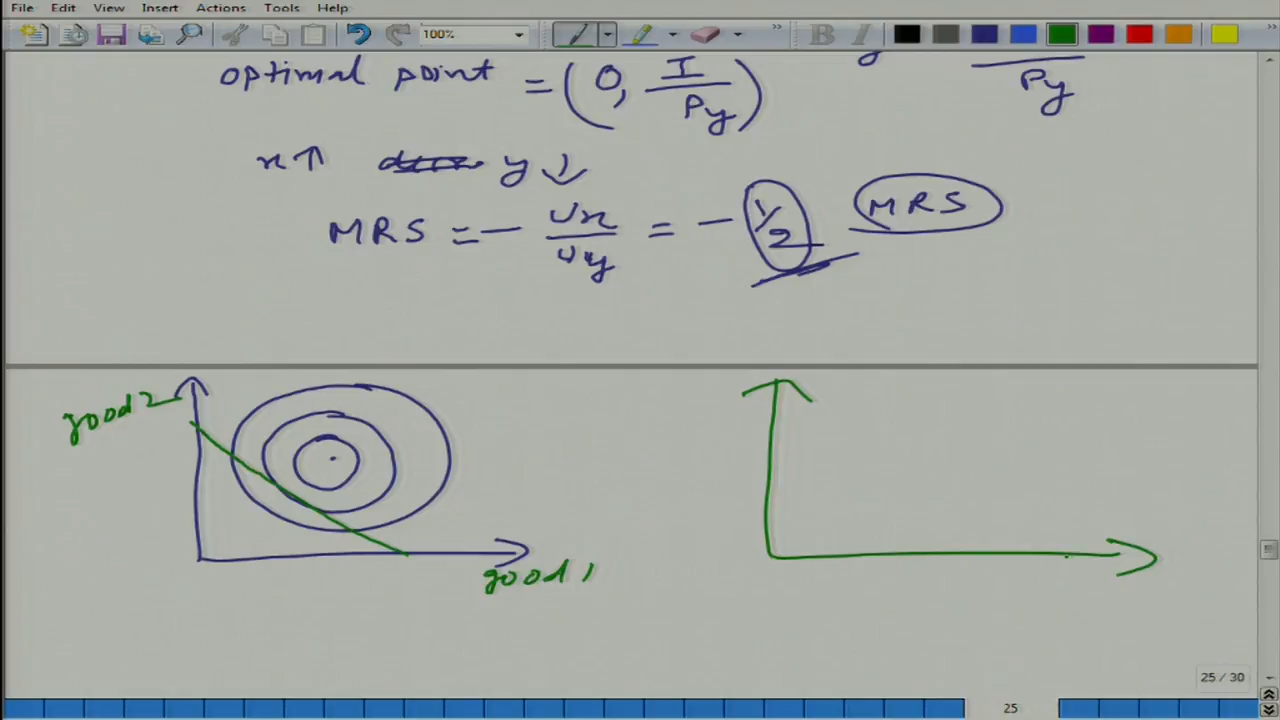 File Edit View Insert Actions Tools Help
100%
optimal point = (0, I/Py) Py
x↑ y↓
MRS = - Ux/Uy = - 1/2 MRS
good 2
good 1
25 / 30
25